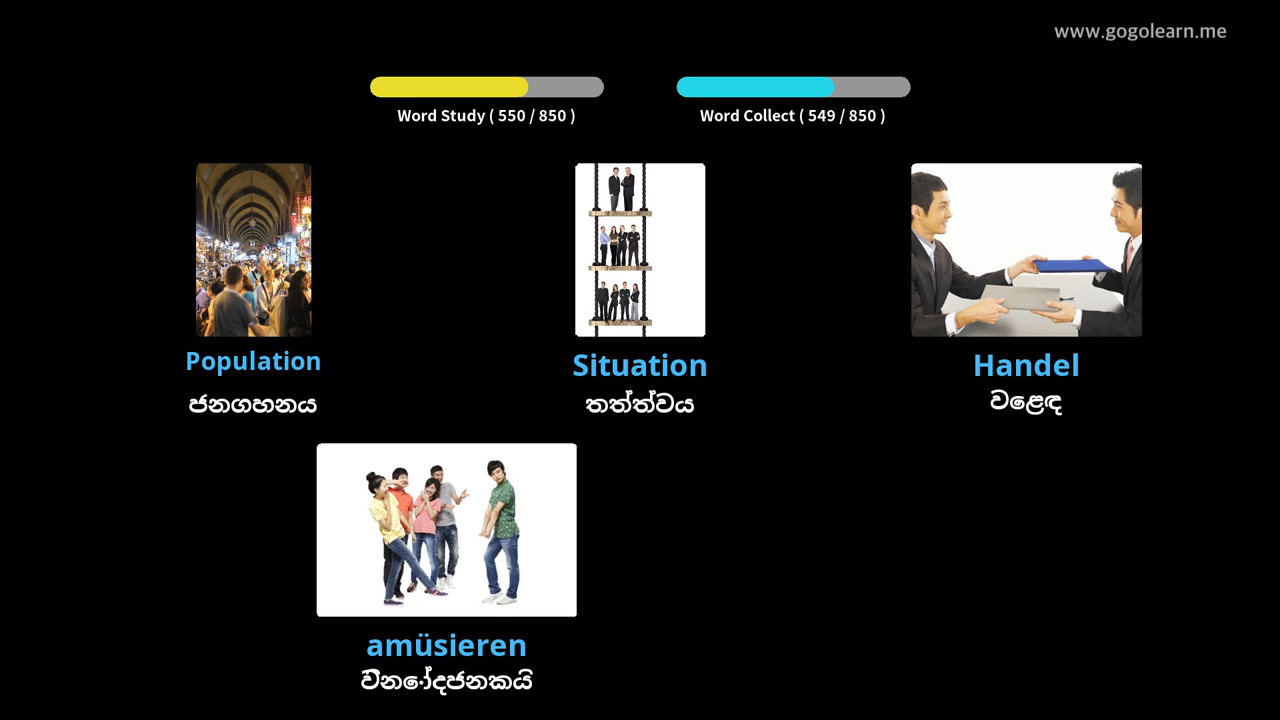 www.gogolearn.me
Word Study ( 550 / 850 )
Word Collect ( 549 / 850 )
Population
ජනගහනය
Situation
තත්ත්වය
Handel
වළෙඳ
amüsieren
විනෝදජනකයි